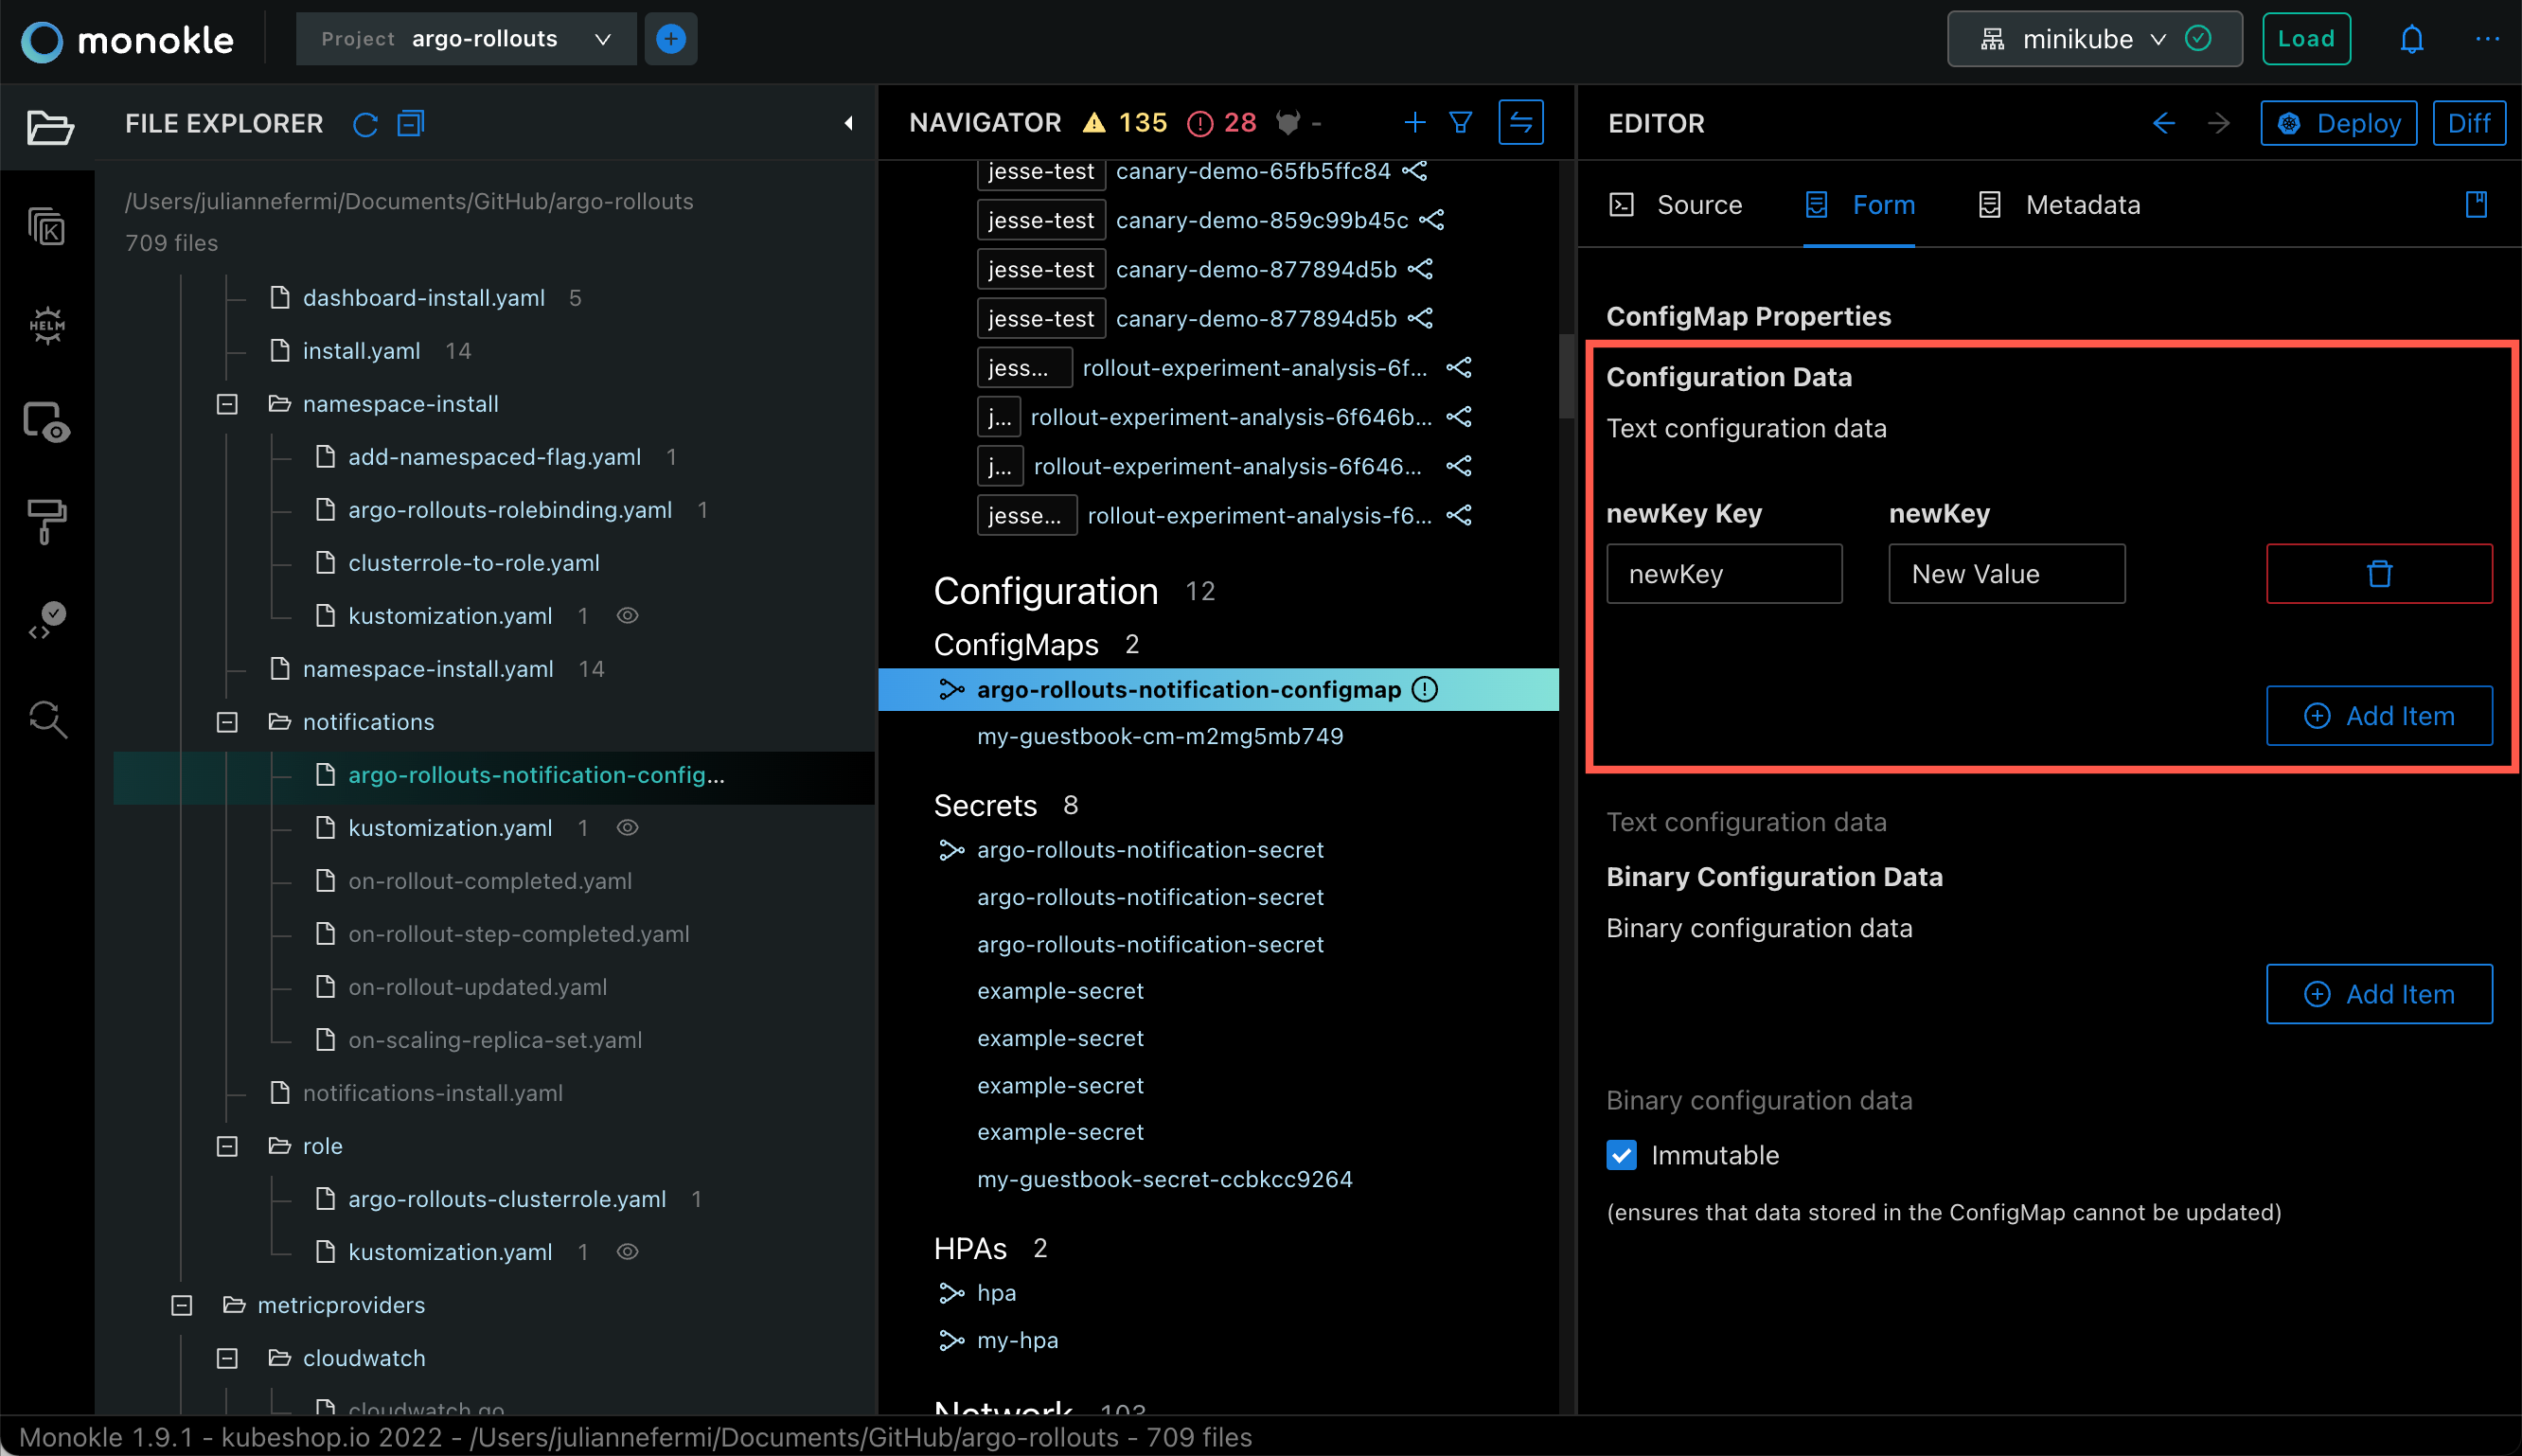 monokle
Project argo-rollouts
minikube
Load
FILE EXPLORER
/Users/juliannefermi/Documents/GitHub/argo-rollouts
709 files
dashboard-install.yaml 5
install.yaml 14
namespace-install
add-namespaced-flag.yaml 1
argo-rollouts-rolebinding.yaml 1
clusterrole-to-role.yaml
kustomization.yaml 1
namespace-install.yaml 14
notifications
argo-rollouts-notification-config...
kustomization.yaml 1
on-rollout-completed.yaml
on-rollout-step-completed.yaml
on-rollout-updated.yaml
on-scaling-replica-set.yaml
notifications-install.yaml
role
argo-rollouts-clusterrole.yaml 1
kustomization.yaml 1
metricproviders
cloudwatch
cloudwatch.go
K
HELM
NAVIGATOR 135 28 -
jesse-test canary-demo-65fb5ffc84
jesse-test canary-demo-859c99b45c
jesse-test canary-demo-877894d5b
jesse-test canary-demo-877894d5b
jess... rollout-experiment-analysis-6f...
j... rollout-experiment-analysis-6f646b...
j... rollout-experiment-analysis-6f646...
jesse... rollout-experiment-analysis-f6...
Configuration 12
ConfigMaps 2
argo-rollouts-notification-configmap
my-guestbook-cm-m2mg5mb749
Secrets 8
argo-rollouts-notification-secret
argo-rollouts-notification-secret
argo-rollouts-notification-secret
example-secret
example-secret
example-secret
example-secret
my-guestbook-secret-ccbkcc9264
HPAs 2
hpa
my-hpa
Network 103
EDITOR
Deploy
Diff
Source
Form
Metadata
ConfigMap Properties
Configuration Data
Text configuration data
newKey Key newKey
newKey New Value
Add Item
Text configuration data
Binary Configuration Data
Binary configuration data
Add Item
Binary configuration data
Immutable
(ensures that data stored in the ConfigMap cannot be updated)
Monokle 1.9.1 - kubeshop.io 2022 - /Users/juliannefermi/Documents/GitHub/argo-rollouts - 709 files